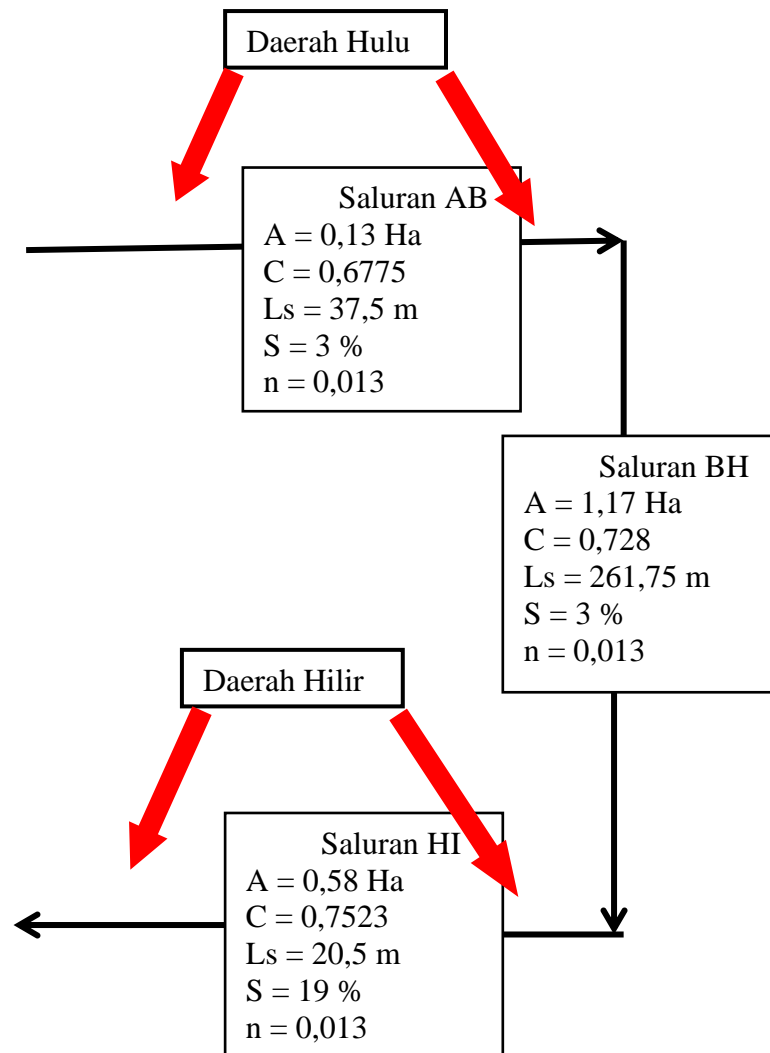 Daerah Hulu
Saluran AB
A = 0,13 Ha
C = 0,6775
Ls = 37,5 m
S = 3 %
n = 0,013
Saluran BH
A = 1,17 Ha
C = 0,728
Ls = 261,75 m
S = 3 %
n = 0,013
Daerah Hilir
Saluran HI
A = 0,58 Ha
C = 0,7523
Ls = 20,5 m
S = 19 %
n = 0,013